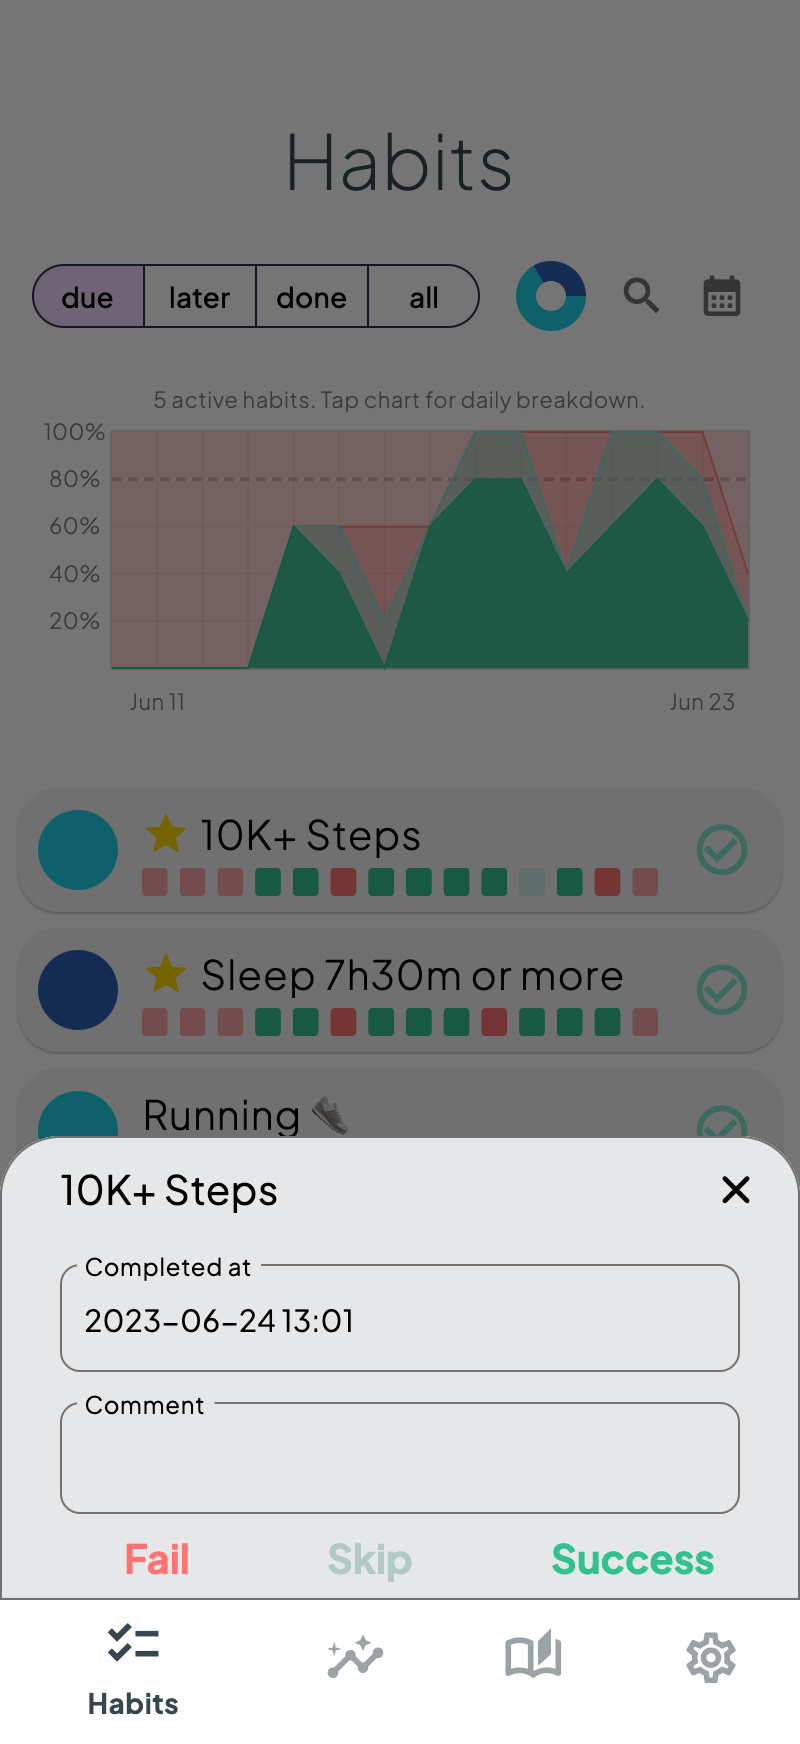 Habits
due later done all
5 active habits. Tap chart for daily breakdown.
100%
80%
60%
40%
20%
Jun 11 Jun 23
10K+ Steps
Sleep 7h30m or more
Running
10K+ Steps
Completed at
2023-06-24 13:01
Comment
Fail Skip Success
Habits